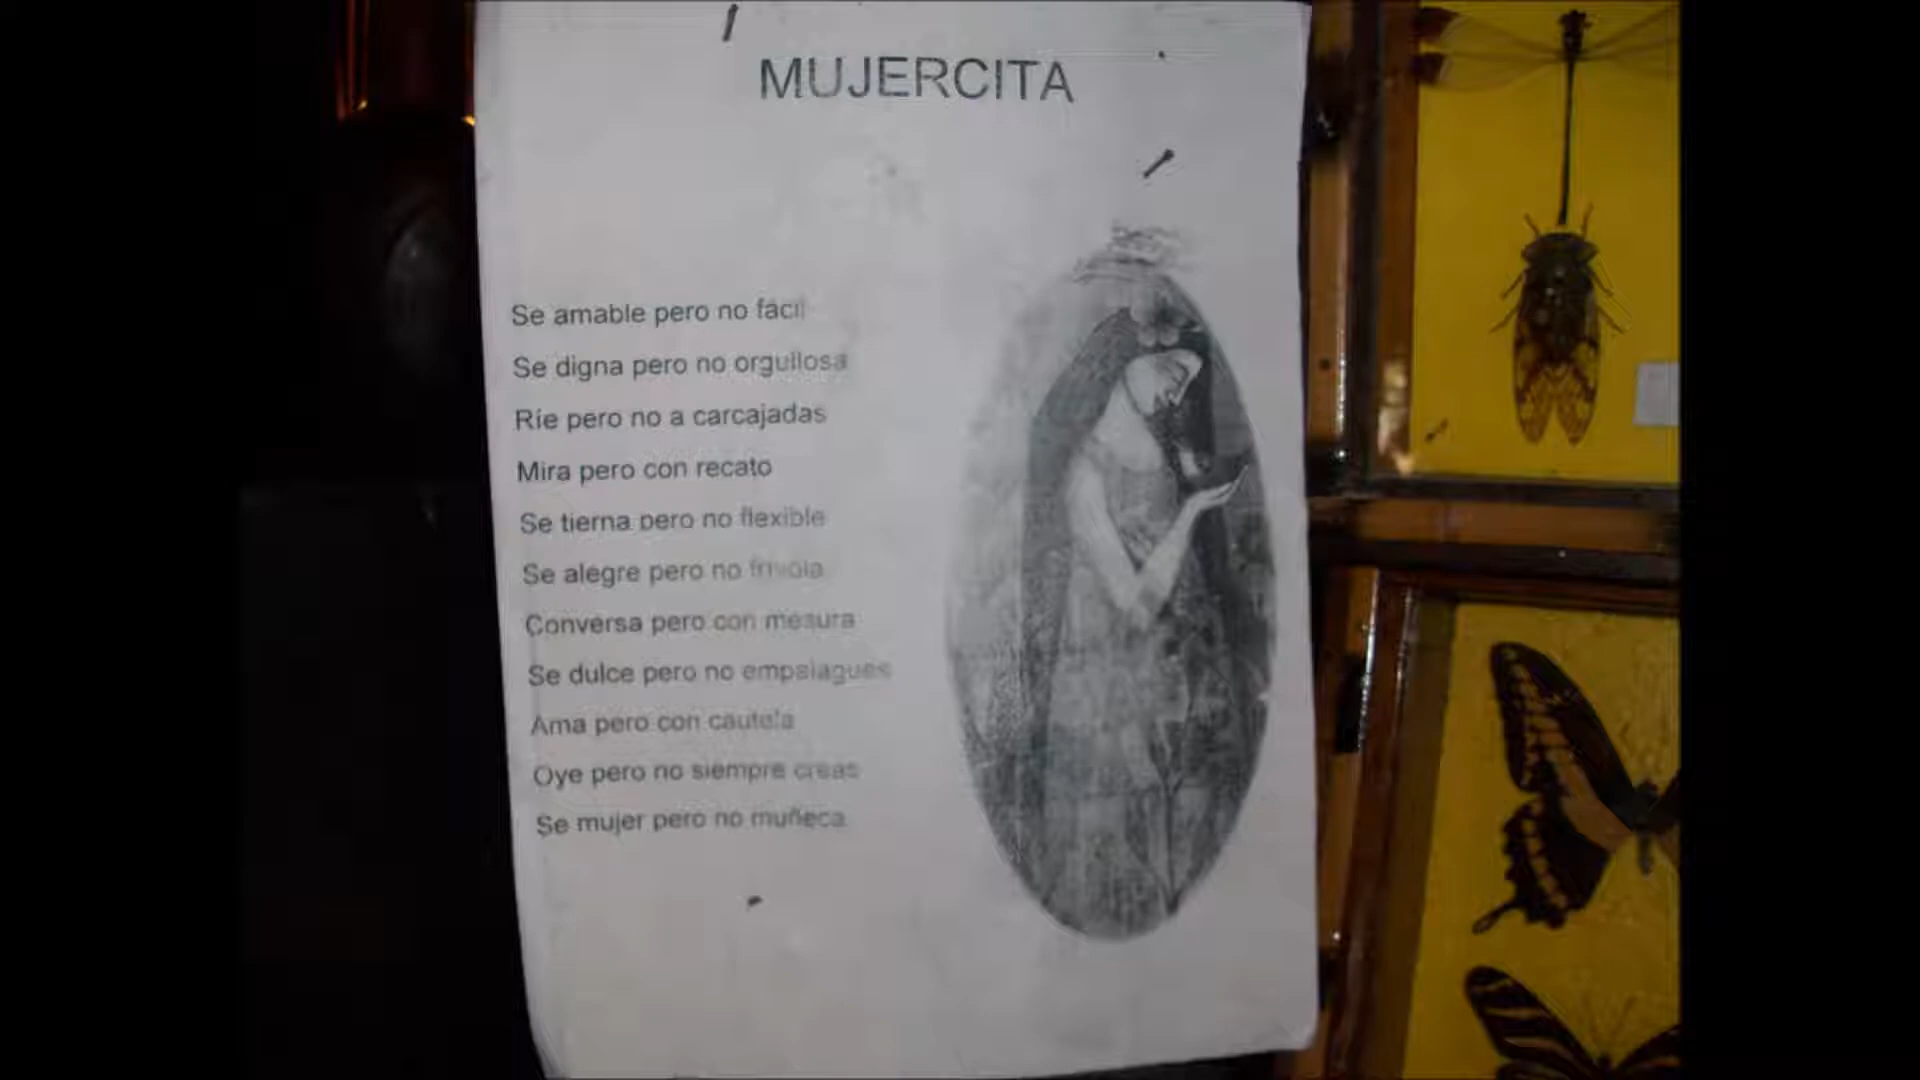 MUJERCITA
Se amable pero no fácil
Se digna pero no orgullosa
Ríe pero no a carcajadas
Mira pero con recato
Se tierna pero no flexible
Se alegre pero no frivola
Conversa pero con mesura
Se dulce pero no empalagues
Ama pero con cautela
Oye pero no siempre creas
Se mujer pero no muñeca